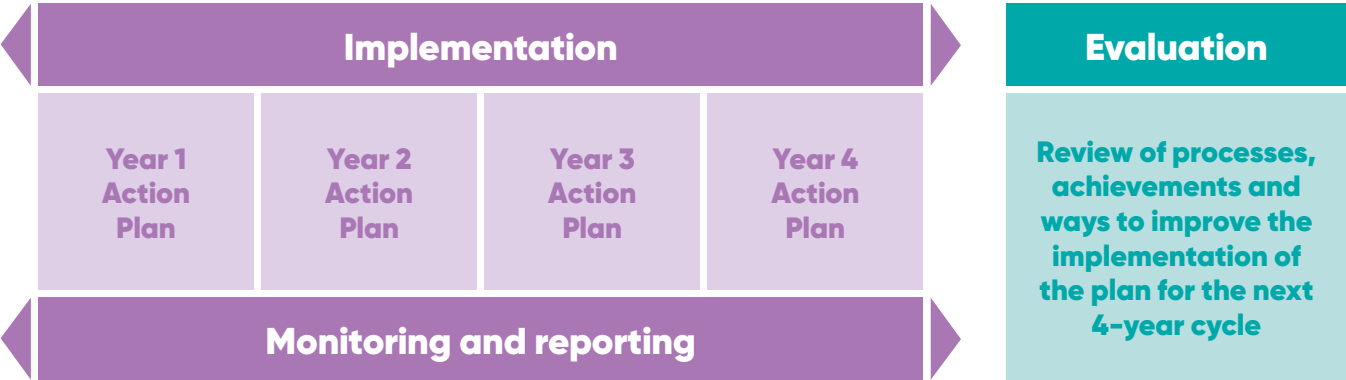 Implementation
Year 1
Action
Plan
Year 2
Action
Plan
Year 3
Action
Plan
Year 4
Action
Plan
Monitoring and reporting
Evaluation
Review of processes,
achievements and
ways to improve the
implementation of
the plan for the next
4-year cycle